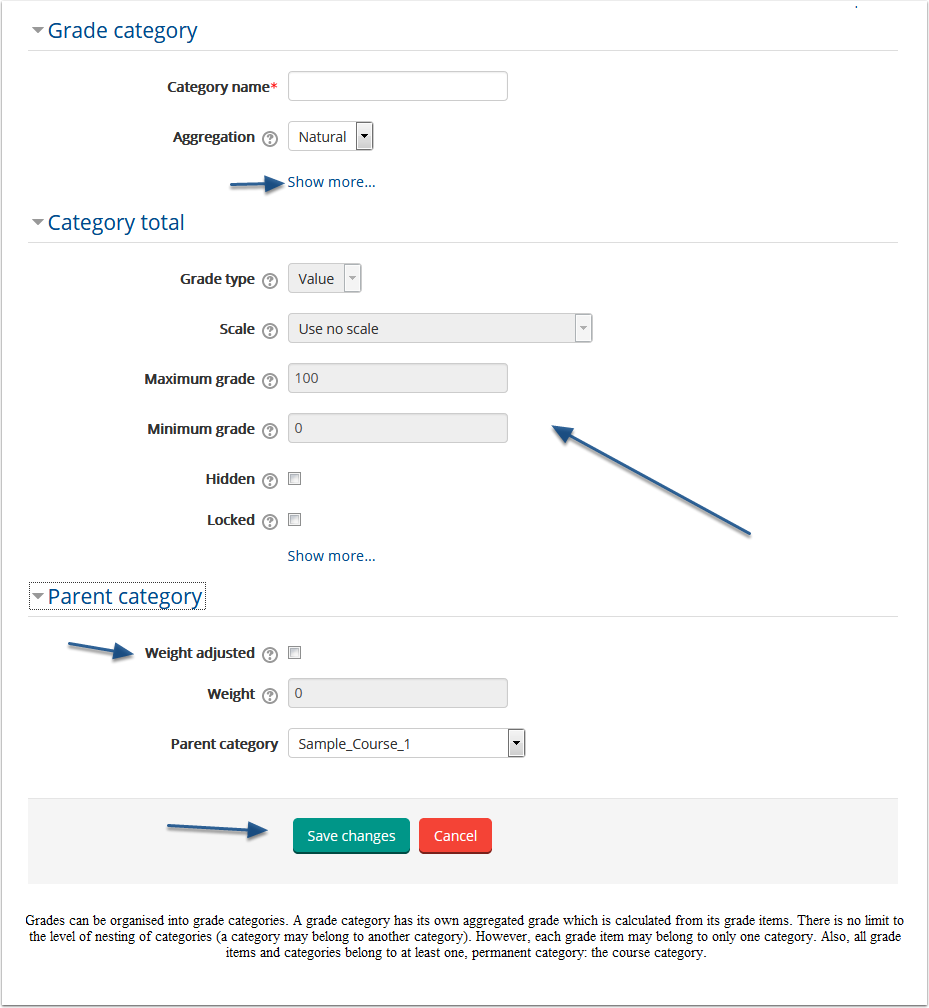 Grade category
Category name*
Aggregation ? Natural
Show more...
Category total
Grade type ? Value
Scale ? Use no scale
Maximum grade ? 100
Minimum grade ? 0
Hidden ?
Locked ?
Show more...
Parent category
Weight adjusted ?
Weight ? 0
Parent category Sample_Course_1
Save changes Cancel
Grades can be organised into grade categories. A grade category has its own aggregated grade which is calculated from its grade items. There is no limit to
the level of nesting of categories (a category may belong to another category). However, each grade item may belong to only one category. Also, all grade
items and categories belong to at least one, permanent category: the course category.